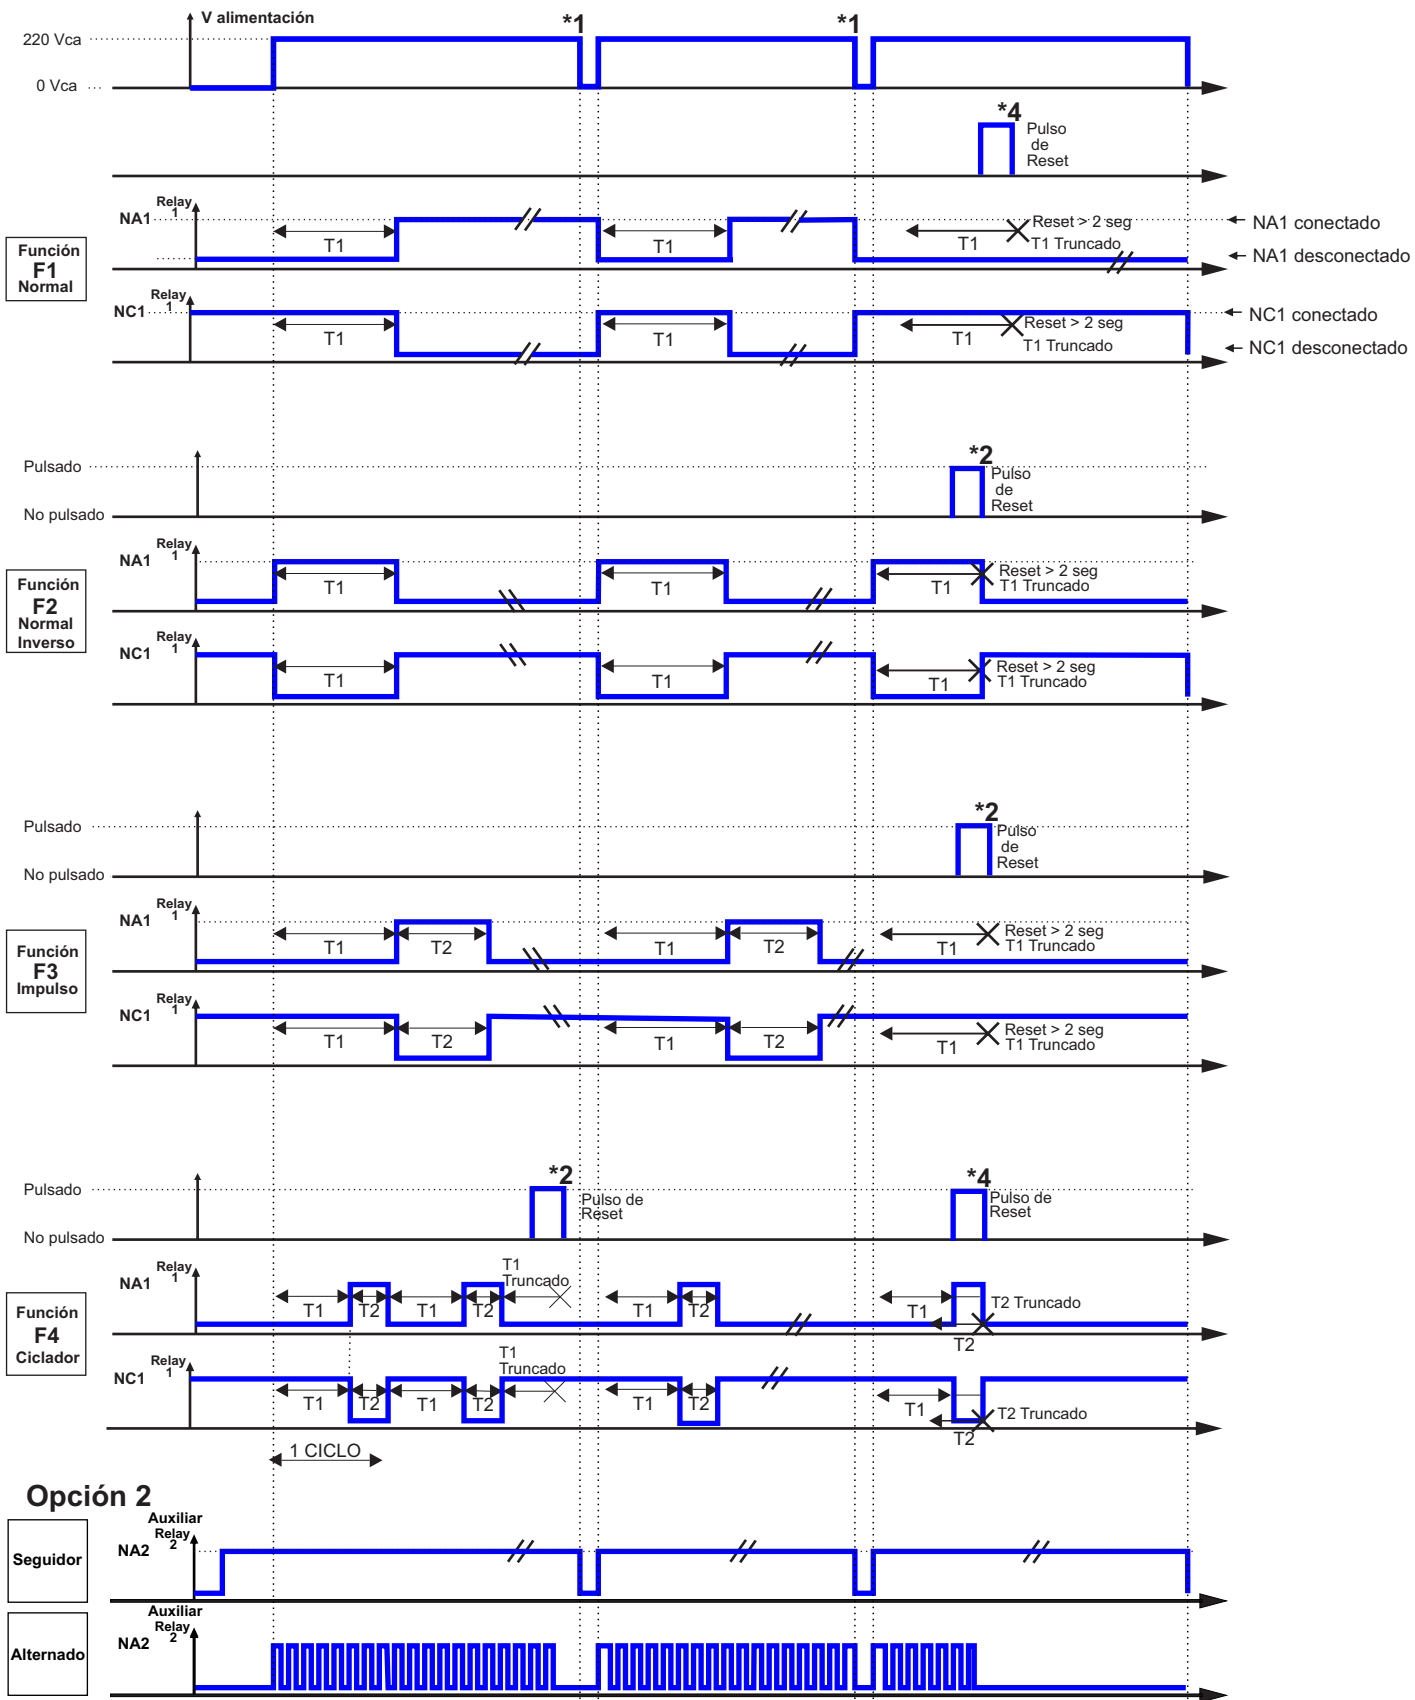 V alimentación
*1
*1
220 Vca
0 Vca
*4
Pulso
de
Reset
Función
F1
Normal
NA1
Relay
1
T1
T1
T1
Reset > 2 seg
T1 Truncado
NA1 conectado
NA1 desconectado
NC1
Relay
1
T1
T1
T1
Reset > 2 seg
T1 Truncado
NC1 conectado
NC1 desconectado
Pulsado
No pulsado
*2
Pulso
de
Reset
Función
F2
Normal
Inverso
NA1
Relay
1
T1
T1
T1
Reset > 2 seg
T1 Truncado
NC1
Relay
1
T1
T1
T1
Reset > 2 seg
T1 Truncado
Pulsado
No pulsado
*2
Pulso
de
Reset
Función
F3
Impulso
NA1
Relay
1
T1
T2
T1
T2
T1
Reset > 2 seg
T1 Truncado
NC1
Relay
1
T1
T2
T1
T2
T1
Reset > 2 seg
T1 Truncado
Pulsado
No pulsado
*2
Pulso de
Reset
*4
Pulso de
Reset
Función
F4
Ciclador
NA1
Relay
1
T1
T2
T1
T2
T1
Truncado
T1
T2
T1
T2
T2 Truncado
NC1
Relay
1
T1
T2
T1
T2
T1
Truncado
T1
T2
T1
T2
T2 Truncado
1 CICLO
Opción 2
Seguidor
Auxiliar
Relay
2
NA2
Alternado
Auxiliar
Relay
2
NA2